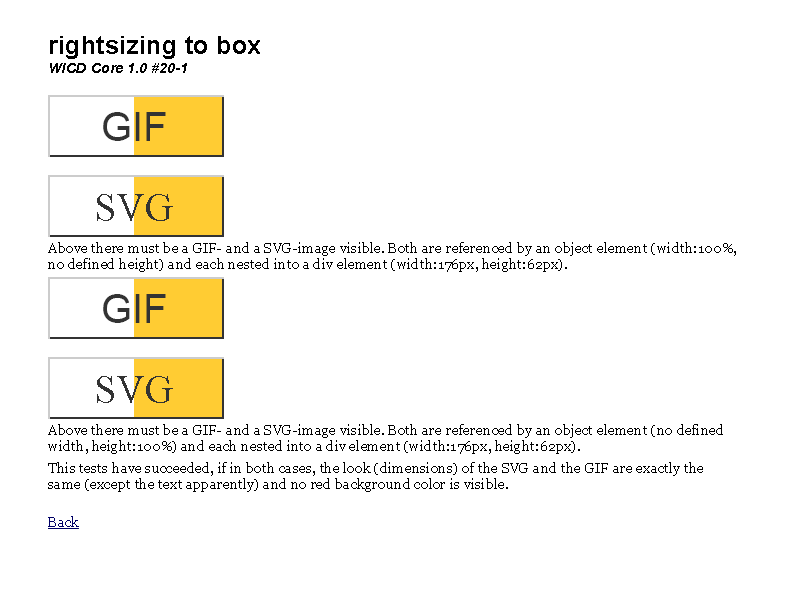 rightsizing to box
WICD Core 1.0 #20-1
GIF
SVG
Above there must be a GIF- and a SVG-image visible. Both are referenced by an object element (width:100%,
no defined height) and each nested into a div element (width:176px, height:62px).
GIF
SVG
Above there must be a GIF- and a SVG-image visible. Both are referenced by an object element (no defined
width, height:100%) and each nested into a div element (width:176px, height:62px).
This tests have succeeded, if in both cases, the look (dimensions) of the SVG and the GIF are exactly the
same (except the text apparently) and no red background color is visible.
Back